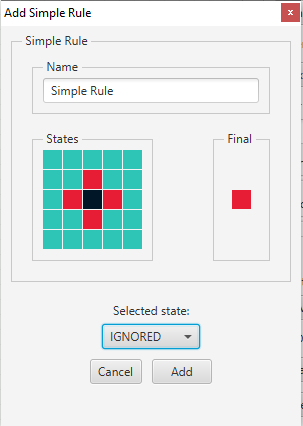 Add Simple Rule
x
Simple Rule
Name
Simple Rule
States
Final
Selected state:
IGNORED
Cancel
Add